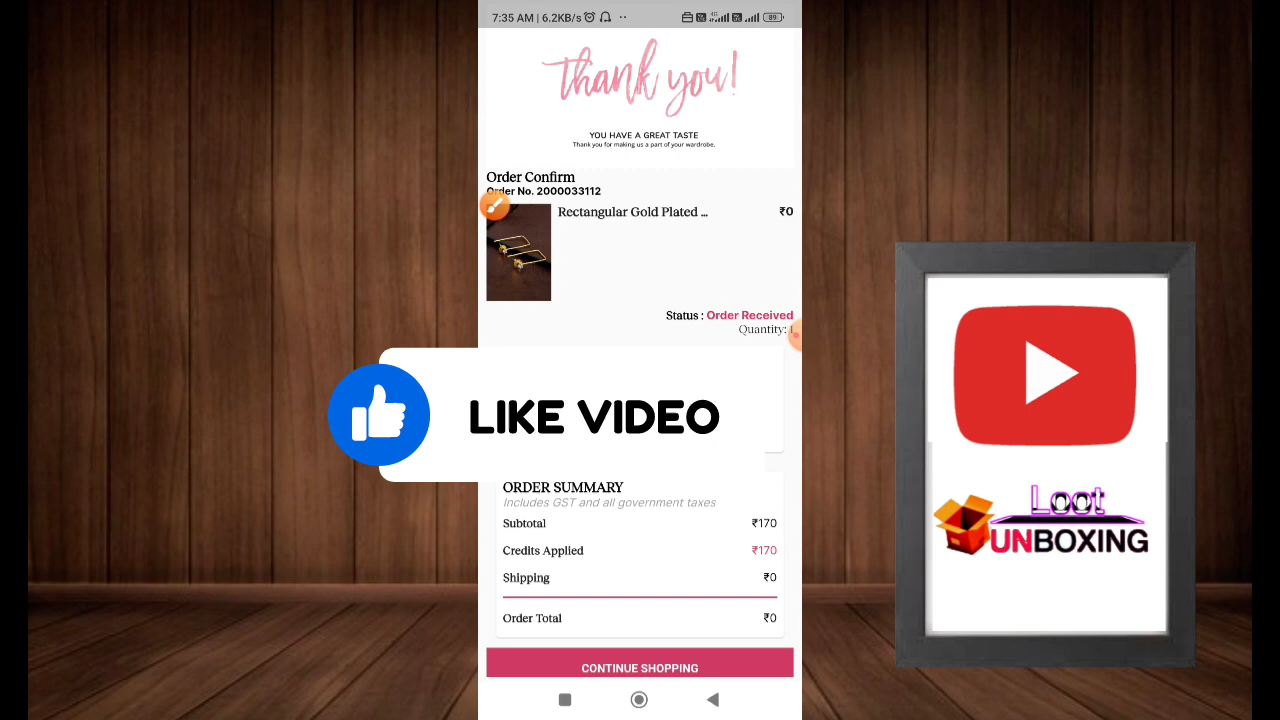 7:35 AM | 6.2KB/s
4G
89
thank you!
YOU HAVE A GREAT TASTE
Thank you for making us a part of your wardrobe.
Order Confirm
Order No. 2000033112
Rectangular Gold Plated ... ₹0
Status : Order Received
Quantity: 1
LIKE VIDEO
ORDER SUMMARY
Includes GST and all government taxes
Subtotal ₹170
Credits Applied ₹170
Shipping ₹0
Order Total ₹0
CONTINUE SHOPPING
Loot
UNBOXING